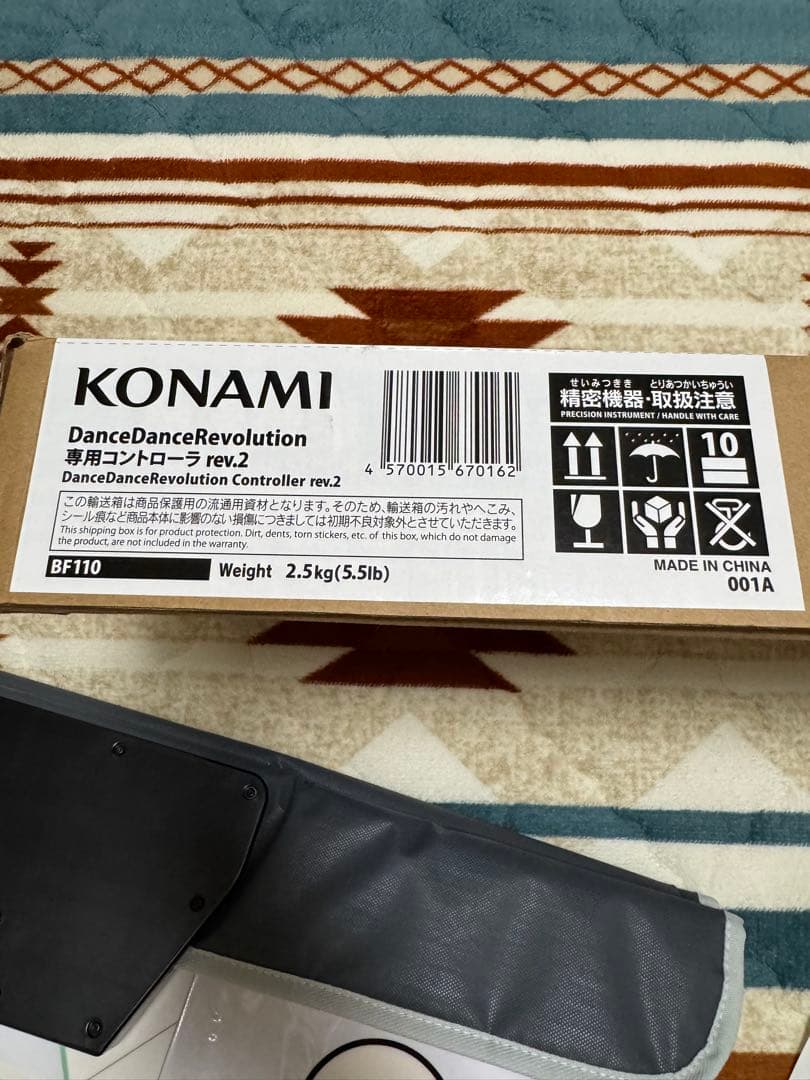 KONAMI
DanceDanceRevolution
専用コントローラ rev.2
DanceDanceRevolution Controller rev.2
4 570015 670162
この輸送箱は商品保護用の流通用資材となります。そのため、輸送箱の汚れやへこみ、
シール痕など商品本体に影響のない損傷につきましては初期不良対象外とさせていただきます。
This shipping box is for product protection. Dirt, dents, torn stickers, etc. of this box, which do not damage
the product, are not included in the warranty.
BF110
Weight 2.5kg(5.5lb)
せいみつきき とりあつかいちゅうい
精密機器・取扱注意
PRECISION INSTRUMENT / HANDLE WITH CARE
10
MADE IN CHINA
001A